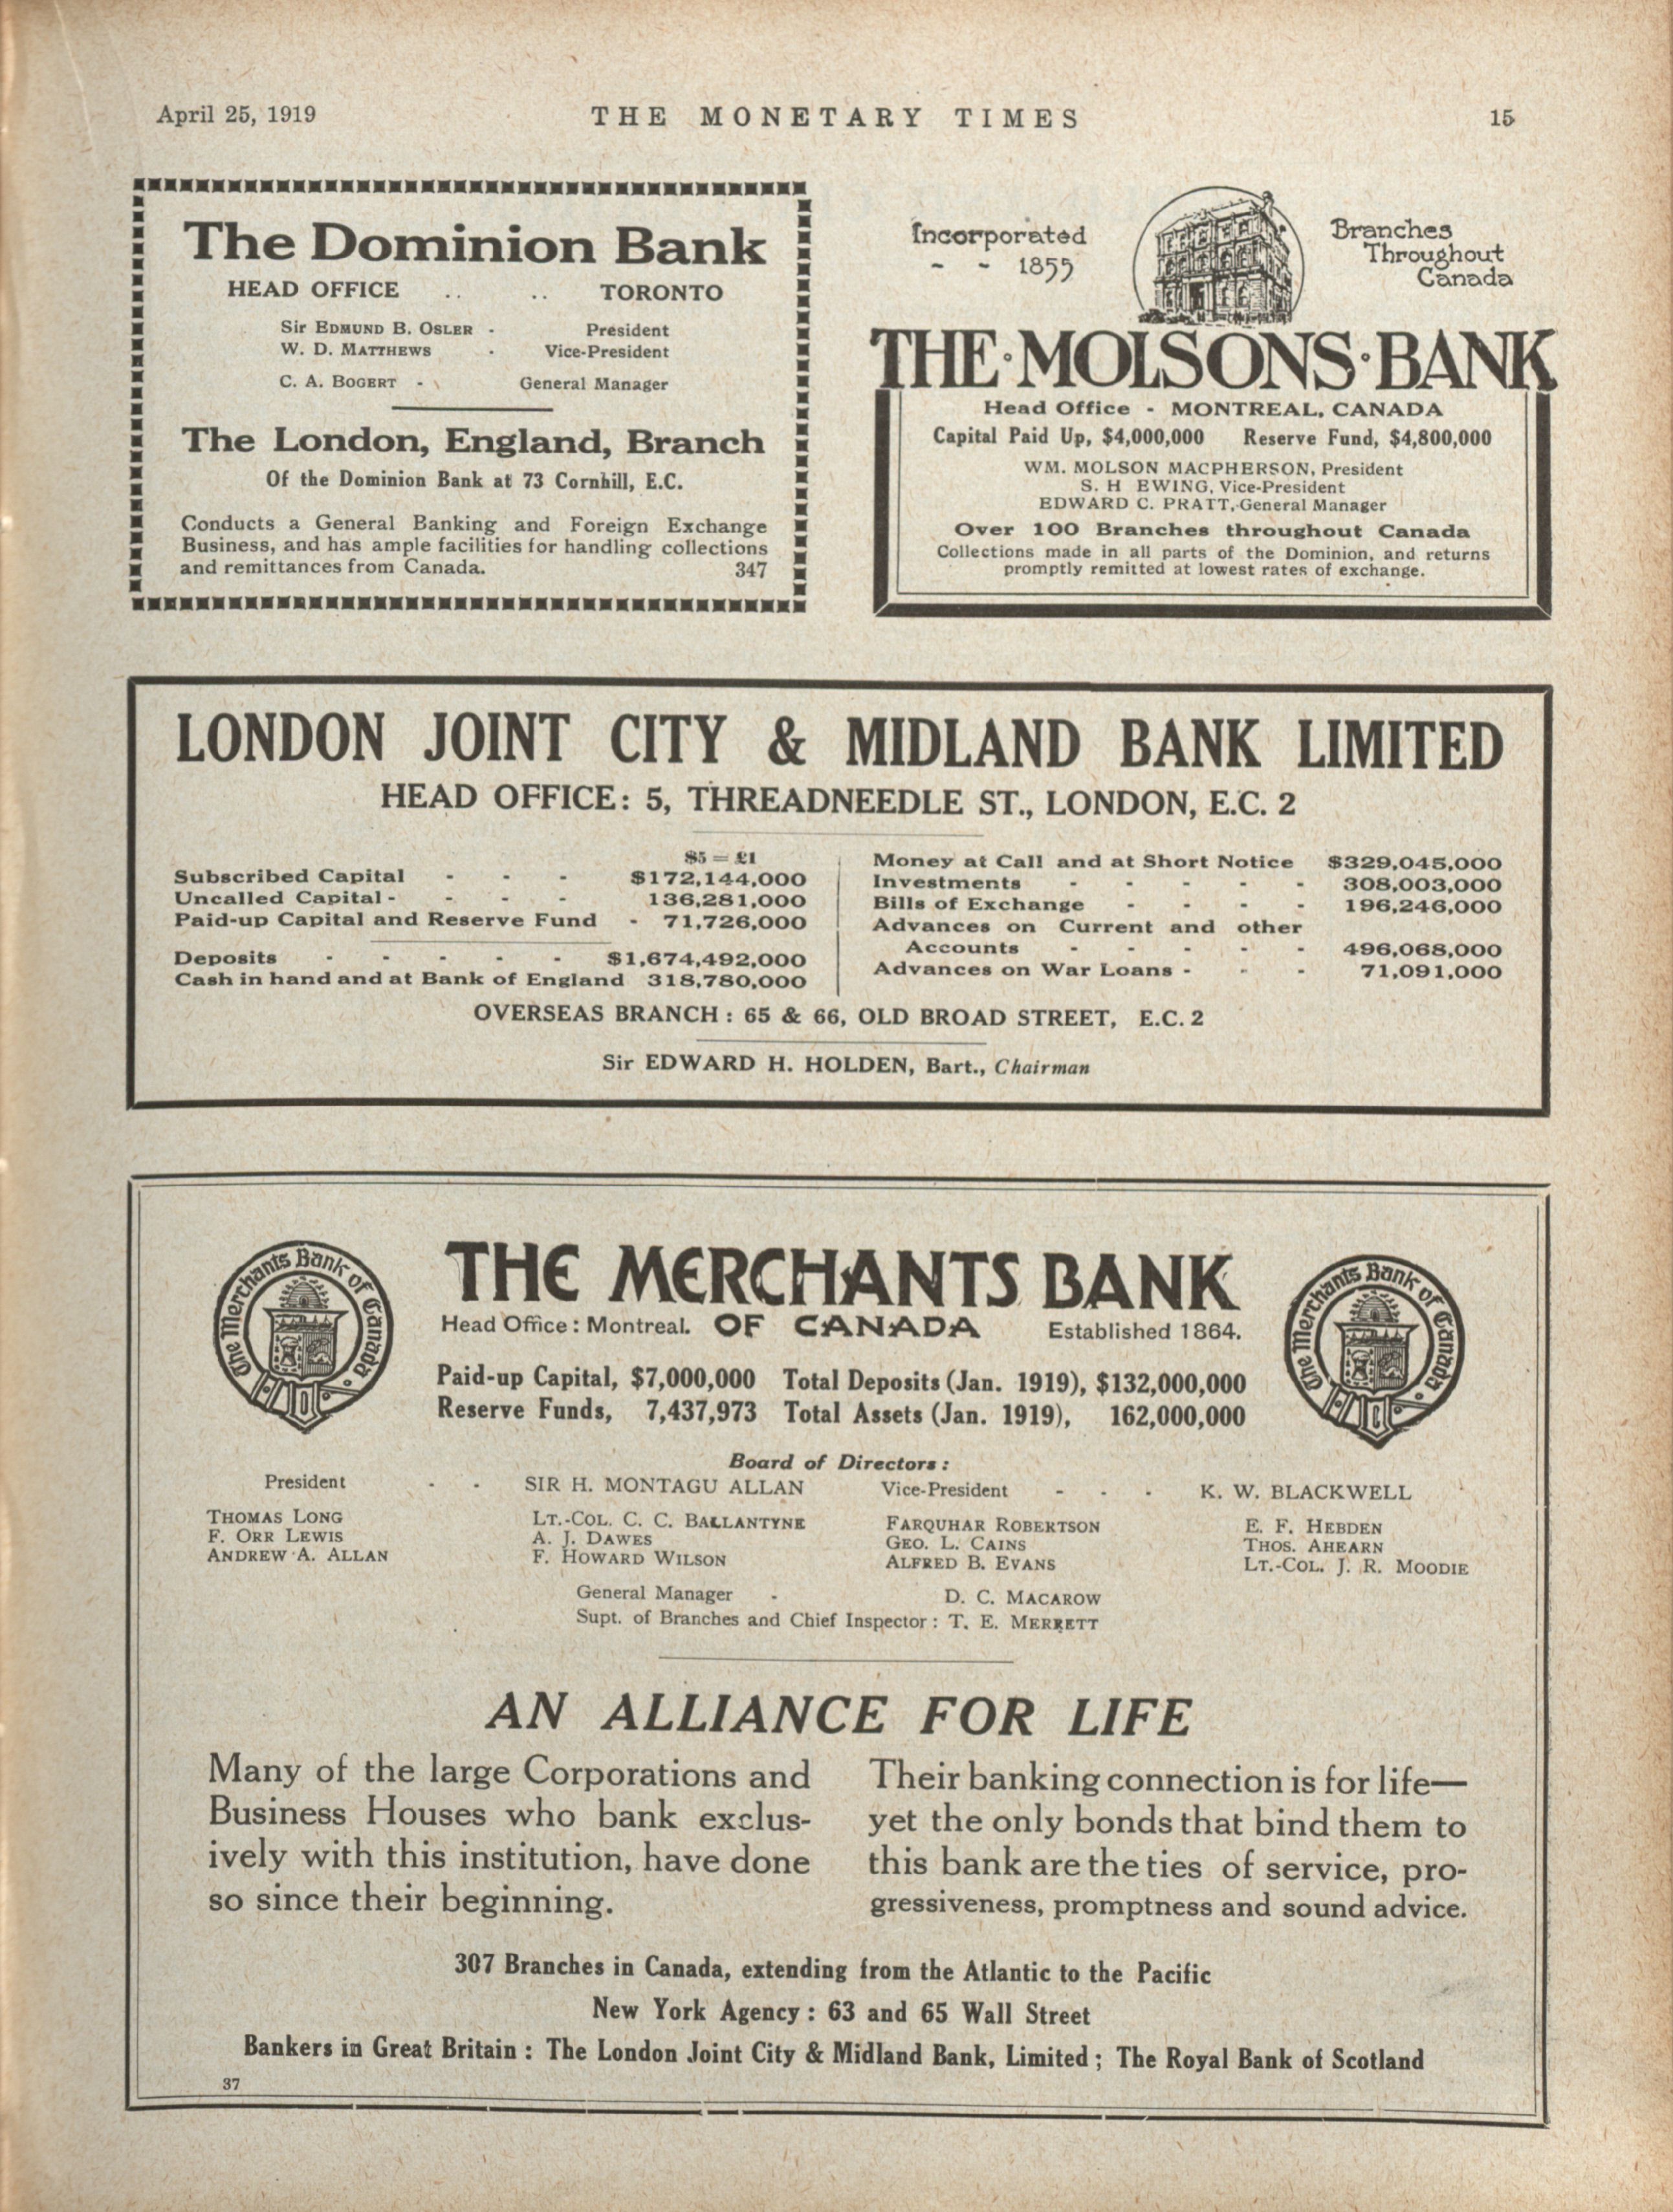 April 25, 1919 THE MONETARY TIMES 15
The Dominion Bank
HEAD OFFICE .. .. TORONTO
Sir EDMUND B. OSLER - President
W. D. MATTHEWS - Vice-President
C. A. BOGERT - General Manager
The London, England, Branch
Of the Dominion Bank at 73 Cornhill, E.C.
Conducts a General Banking and Foreign Exchange
Business, and has ample facilities for handling collections
and remittances from Canada. 347
Incorporated
- - 1855
Branches
Throughout
Canada
THE·MOLSONS·BANK
Head Office - MONTREAL, CANADA
Capital Paid Up, $4,000,000 Reserve Fund, $4,800,000
WM. MOLSON MACPHERSON, President
S. H EWING, Vice-President
EDWARD C. PRATT, General Manager
Over 100 Branches throughout Canada
Collections made in all parts of the Dominion, and returns
promptly remitted at lowest rates of exchange.
LONDON JOINT CITY & MIDLAND BANK LIMITED
HEAD OFFICE: 5, THREADNEEDLE ST., LONDON, E.C. 2
$5 = £1
Subscribed Capital - - - $172,144,000
Uncalled Capital - - - - 136,281,000
Paid-up Capital and Reserve Fund - 71,726,000
Deposits - - - - - $1,674,492,000
Cash in hand and at Bank of England 318,780,000
Money at Call and at Short Notice $329,045,000
Investments - - - - - 308,003,000
Bills of Exchange - - - - 196,246,000
Advances on Current and other
Accounts - - - - - 496,068,000
Advances on War Loans - - - 71,091,000
OVERSEAS BRANCH : 65 & 66, OLD BROAD STREET, E.C. 2
Sir EDWARD H. HOLDEN, Bart., Chairman
The Merchants Bank of Canada
THE MERCHANTS BANK
Head Office : Montreal. OF CANADA Established 1864.
The Merchants Bank of Canada
Paid-up Capital, $7,000,000 Total Deposits (Jan. 1919), $132,000,000
Reserve Funds, 7,437,973 Total Assets (Jan. 1919), 162,000,000
Board of Directors :
President - - SIR H. MONTAGU ALLAN Vice-President - - - K. W. BLACKWELL
THOMAS LONG LT.-COL. C. C. BALLANTYNE FARQUHAR ROBERTSON E. F. HEBDEN
F. ORR LEWIS A. J. DAWES GEO. L. CAINS THOS. AHEARN
ANDREW A. ALLAN F. HOWARD WILSON ALFRED B. EVANS LT.-COL. J. R. MOODIE
General Manager - D. C. MACAROW
Supt. of Branches and Chief Inspector : T. E. MERRETT
AN ALLIANCE FOR LIFE
Many of the large Corporations and
Business Houses who bank exclus-
ively with this institution, have done
so since their beginning.
Their banking connection is for life—
yet the only bonds that bind them to
this bank are the ties of service, pro-
gressiveness, promptness and sound advice.
307 Branches in Canada, extending from the Atlantic to the Pacific
New York Agency : 63 and 65 Wall Street
Bankers in Great Britain : The London Joint City & Midland Bank, Limited ; The Royal Bank of Scotland
37